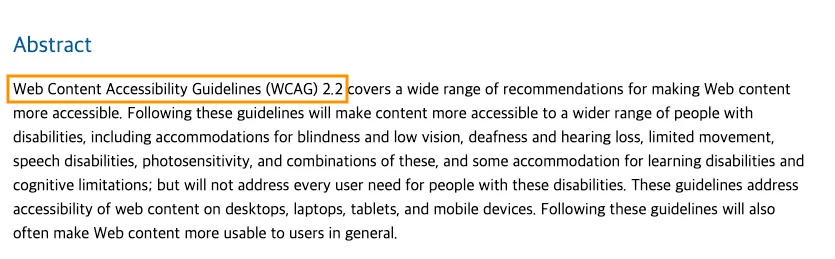 Abstract
Web Content Accessibility Guidelines (WCAG) 2.2 covers a wide range of recommendations for making Web content
more accessible. Following these guidelines will make content more accessible to a wider range of people with
disabilities, including accommodations for blindness and low vision, deafness and hearing loss, limited movement,
speech disabilities, photosensitivity, and combinations of these, and some accommodation for learning disabilities and
cognitive limitations; but will not address every user need for people with these disabilities. These guidelines address
accessibility of web content on desktops, laptops, tablets, and mobile devices. Following these guidelines will also
often make Web content more usable to users in general.